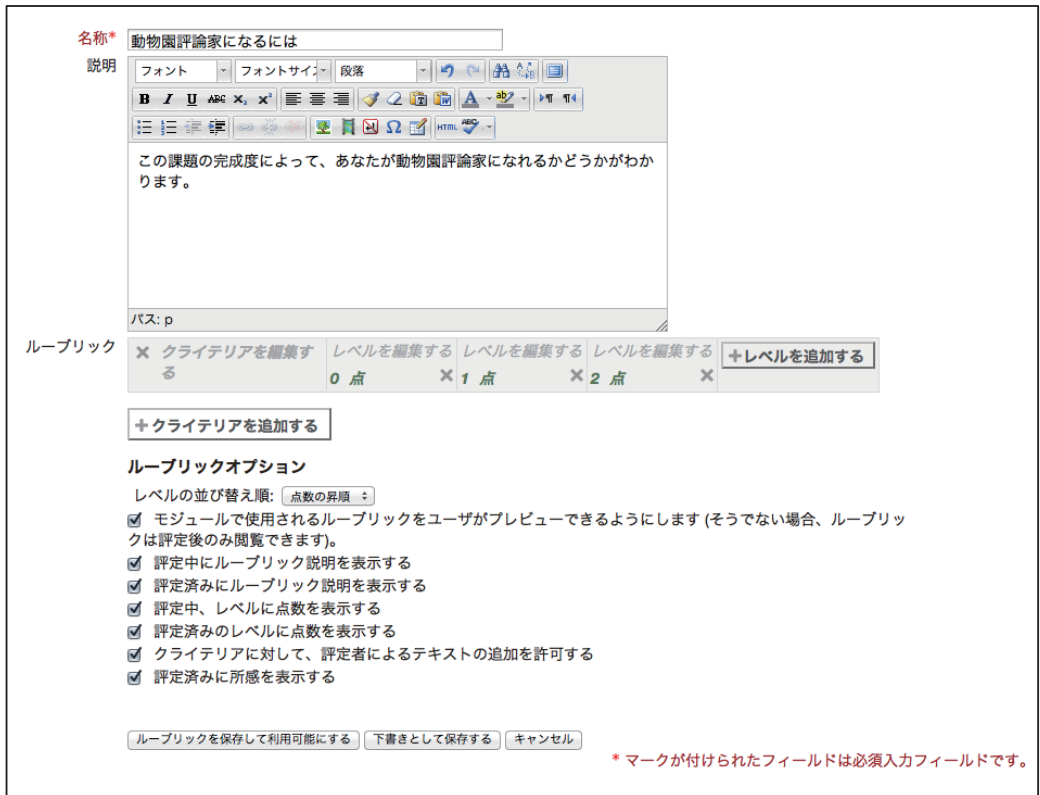 名称* 動物園評論家になるには
説明
フォント フォントサイズ 段落
B I U ABC X₂ X²  A ab
Ω HTML ABC
この課題の完成度によって、あなたが動物園評論家になれるかどうかがわか
ります。
パス: p
ルーブリック
クライテリアを編集す
る
レベルを編集する レベルを編集する レベルを編集する +レベルを追加する
0 点 × 1 点 × 2 点 ×
+クライテリアを追加する
ルーブリックオプション
レベルの並び替え順: 点数の昇順
モジュールで使用されるルーブリックをユーザがプレビューできるようにします (そうでない場合、ルーブリッ
クは評定後のみ閲覧できます)。
評定中にルーブリック説明を表示する
評定済みにルーブリック説明を表示する
評定中、レベルに点数を表示する
評定済みのレベルに点数を表示する
クライテリアに対して、評定者によるテキストの追加を許可する
評定済みに所感を表示する
ルーブリックを保存して利用可能にする 下書きとして保存する キャンセル
* マークが付けられたフィールドは必須入力フィールドです。